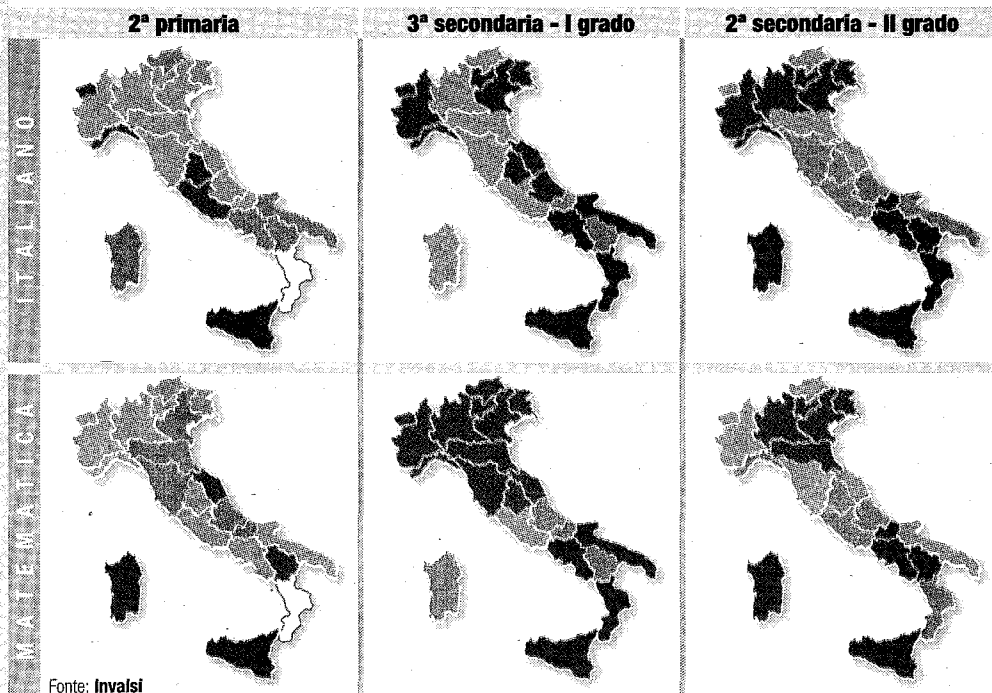 2ª primaria
3ª secondaria - I grado
2ª secondaria - II grado
ITALIANO
MATEMATICA
Fonte: Invalsi